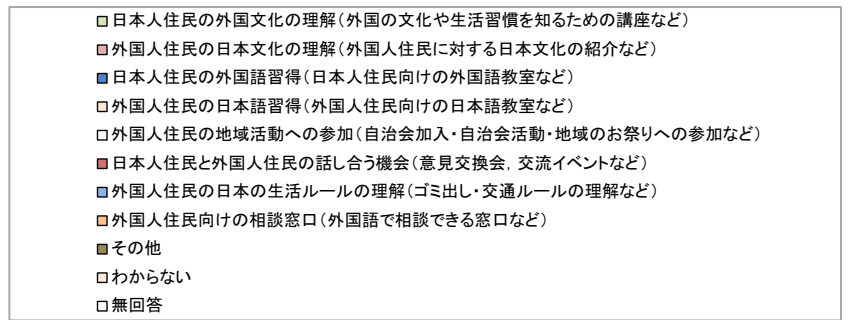 日本人住民の外国文化の理解(外国の文化や生活習慣を知るための講座など)
外国人住民の日本文化の理解(外国人住民に対する日本文化の紹介など)
日本人住民の外国語習得(日本人住民向けの外国語教室など)
外国人住民の日本語習得(外国人住民向けの日本語教室など)
外国人住民の地域活動への参加(自治会加入・自治会活動・地域のお祭りへの参加など)
日本人住民と外国人住民の話し合う機会(意見交換会, 交流イベントなど)
外国人住民の日本の生活ルールの理解(ゴミ出し・交通ルールの理解など)
外国人住民向けの相談窓口(外国語で相談できる窓口など)
その他
わからない
無回答